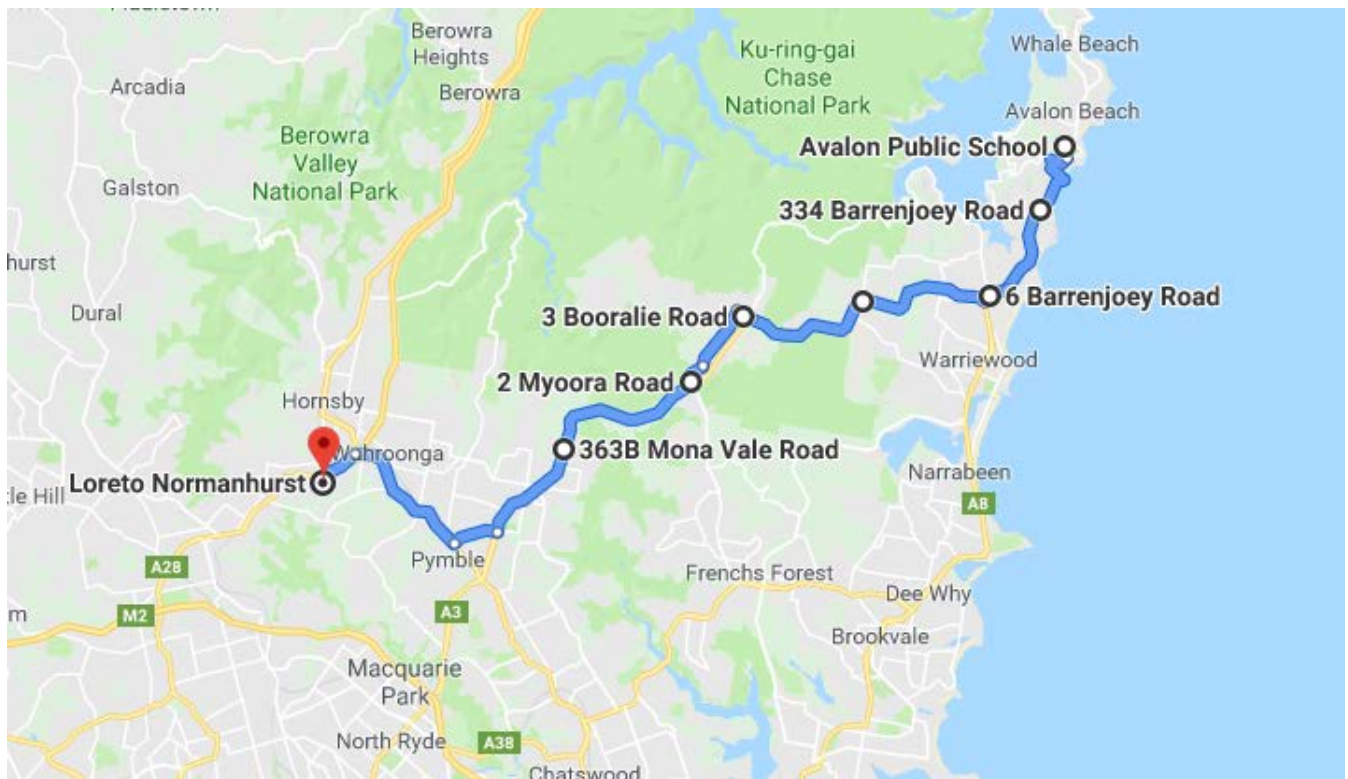 Berowra
Heights
Ku-ring-gai
Chase
National Park
Whale Beach
Arcadia
Berowra
Avalon Beach
Berowra
Valley
National Park
Avalon Public School
Galston
334 Barrenjoey Road
hurst
6 Barrenjoey Road
Dural
3 Booralie Road
Warriewood
2 Myoora Road
Hornsby
Wahroonga
363B Mona Vale Road
Narrabeen
Loreto Normanhurst
tle Hill
A8
Pymble
A28
Frenchs Forest
Dee Why
M2
A3
m
Brookvale
Macquarie
Park
North Ryde
A38
Chatswood